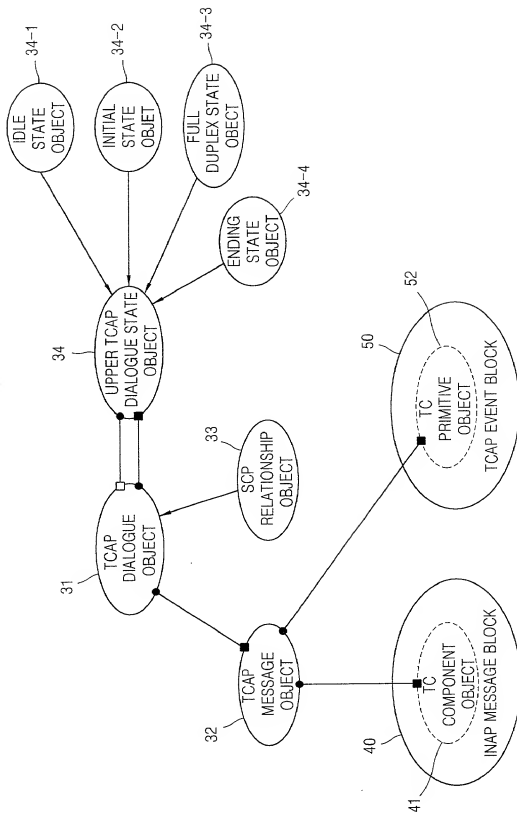 IDLE
STATE
OBJECT
34-1
INITIAL
STATE
OBJET
34-2
FULL
DUPLEX STATE
OBECT
34-3
ENDING
STATE
OBJECT
34-4
34
UPPER TCAP
DIALOGUE STATE
OBJECT
31
TCAP
DIALOGUE
OBJECT
33
SCP
RELATIONSHIP
OBJECT
32
TCAP
MESSAGE
OBJECT
50
52
TC
PRIMITIVE
OBJECT
TCAP EVENT BLOCK
40
41
TC
COMPONENT
OBJECT
INAP MESSAGE BLOCK